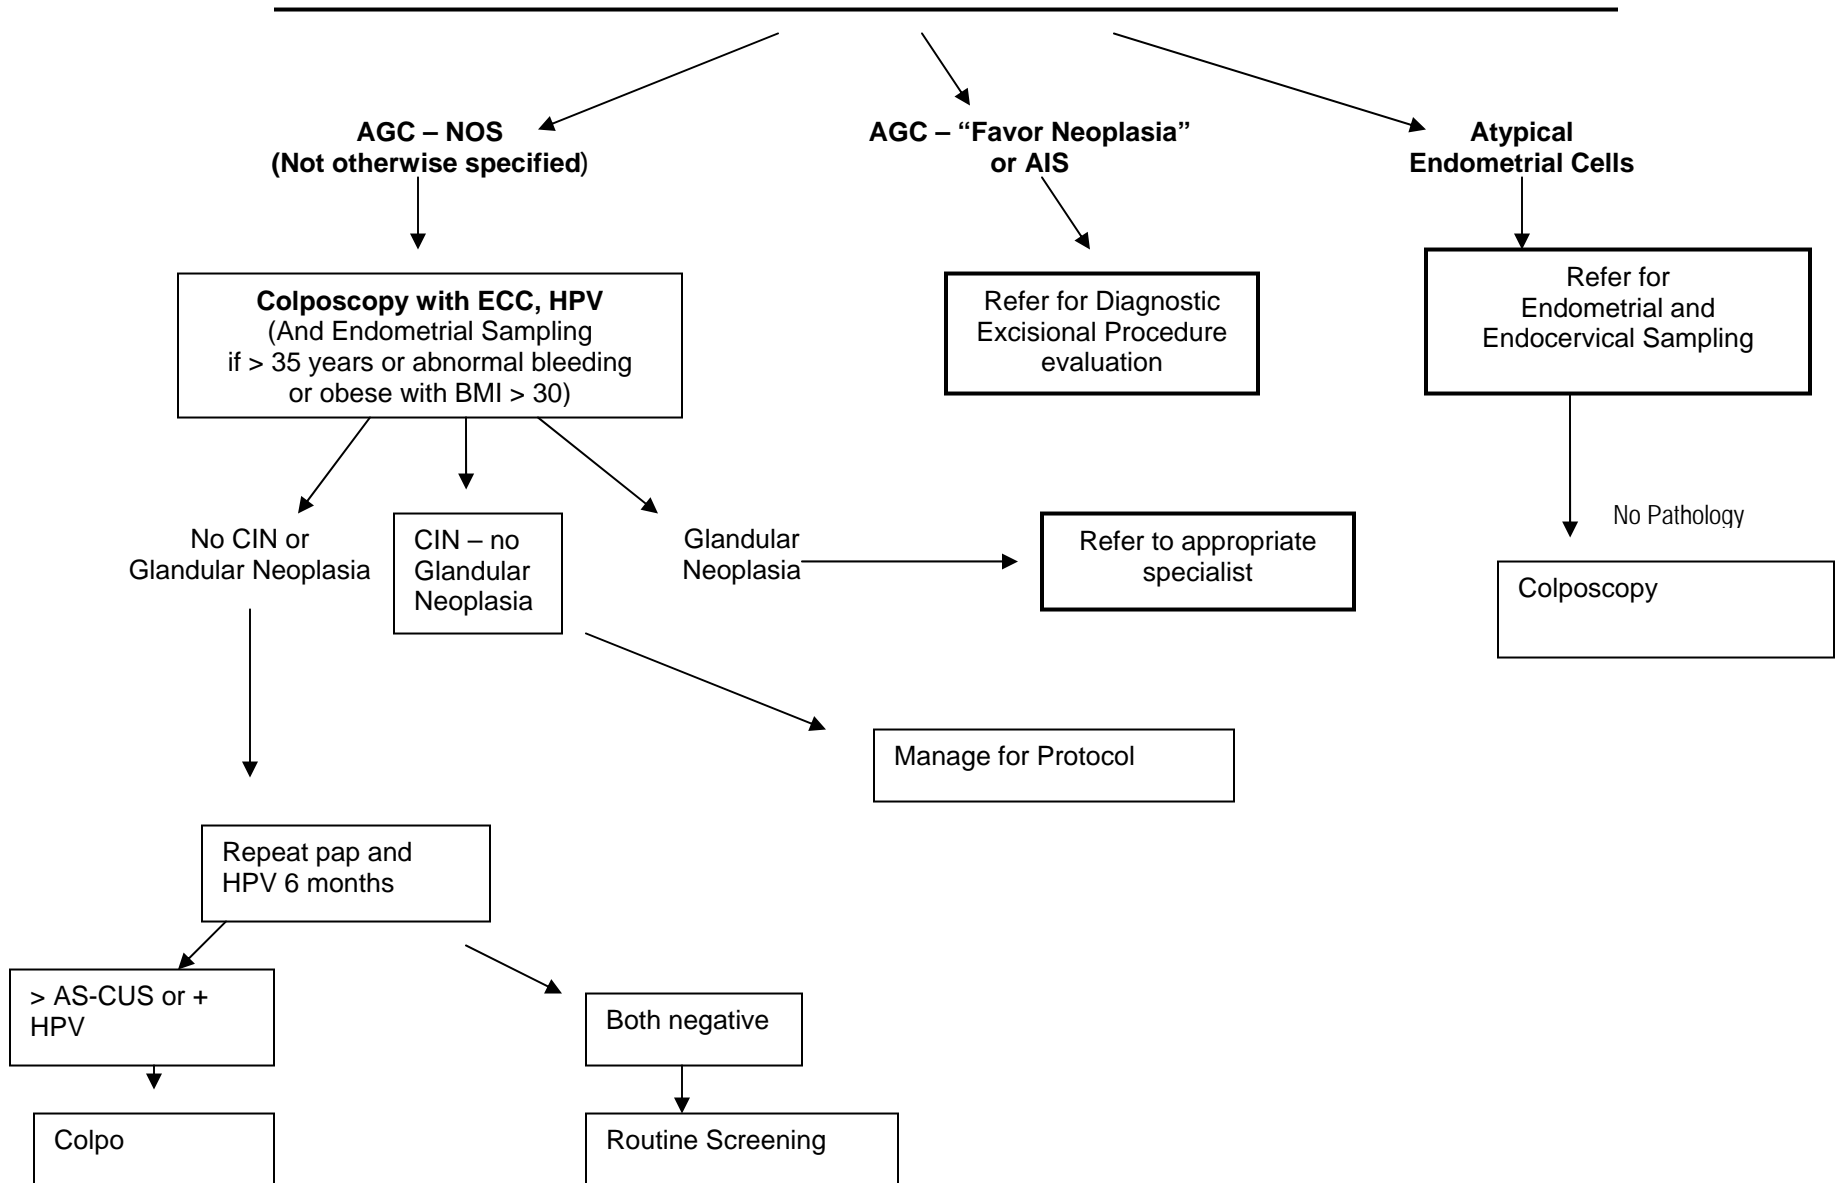 AGC – NOS
(Not otherwise specified)
AGC – “Favor Neoplasia”
or AIS
Atypical
Endometrial Cells
Colposcopy with ECC, HPV
(And Endometrial Sampling
if > 35 years or abnormal bleeding
or obese with BMI > 30)
Refer for Diagnostic
Excisional Procedure
evaluation
Refer for
Endometrial and
Endocervical Sampling
No CIN or
Glandular Neoplasia
CIN – no
Glandular
Neoplasia
Glandular
Neoplasia
Refer to appropriate
specialist
No Pathology
Colposcopy
Manage for Protocol
Repeat pap and
HPV 6 months
> AS-CUS or +
HPV
Both negative
Colpo
Routine Screening